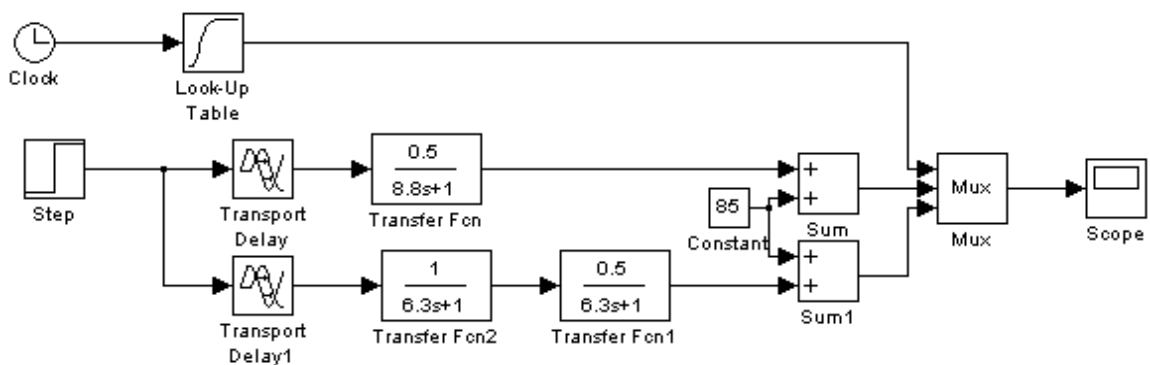 Clock
Look-Up
Table
Step
Transport
Delay
0.5
8.8s+1
Transfer Fcn
85
Constant
+
+
Sum
Mux
Mux
Scope
Transport
Delay1
1
6.3s+1
Transfer Fcn2
0.5
6.3s+1
Transfer Fcn1
+
+
Sum1